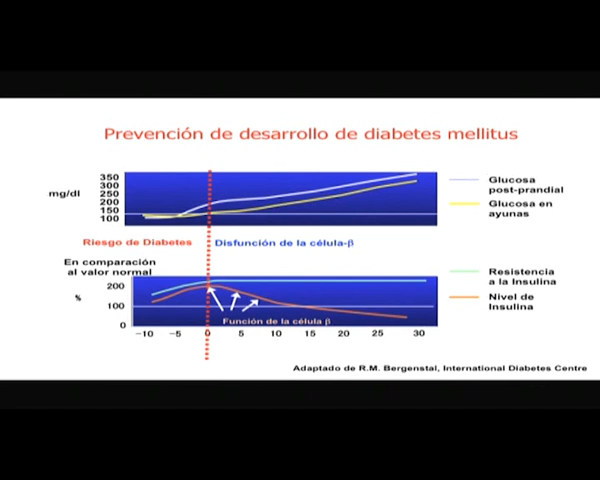 Prevención de desarrollo de diabetes mellitus
350
300
250
200
150
100
mg/dl
Glucosa
post-prandial
Glucosa en
ayunas
Riesgo de Diabetes
Disfunción de la célula-β
En comparación
al valor normal
200
%
100
0
Resistencia
a la Insulina
Nivel de
Insulina
Función de la célula β
-10 -5 0 5 10 15 20 25 30
Adaptado de R.M. Bergenstal, International Diabetes Centre